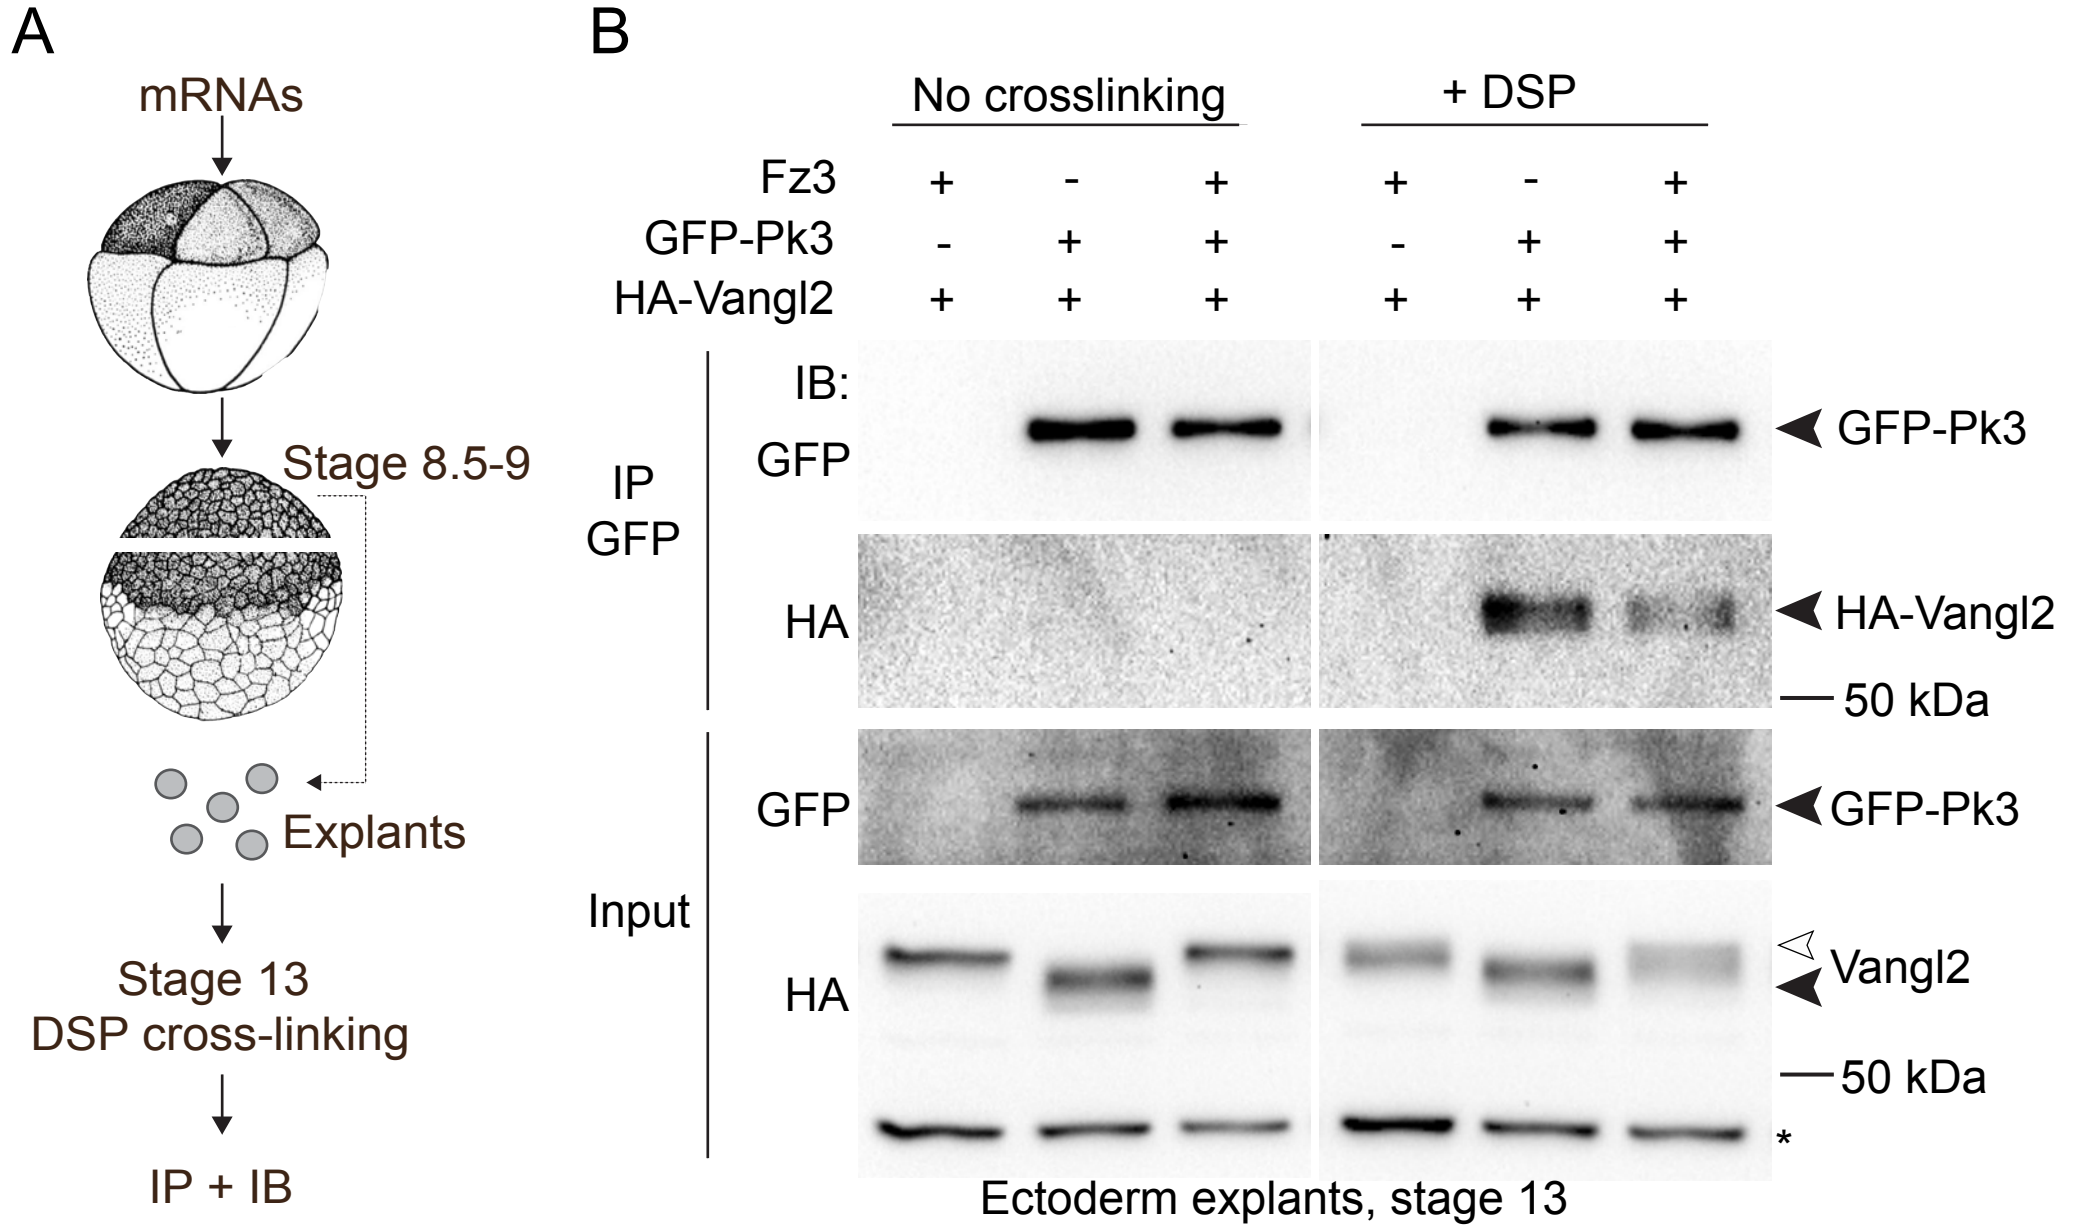 A
mRNAs
Stage 8.5-9
Explants
Stage 13
DSP cross-linking
IP + IB
B
No crosslinking
+ DSP
Fz3 + - + + - +
GFP-Pk3 - + + - + +
HA-Vangl2 + + + + + +
IP
GFP
IB:
GFP
GFP-Pk3
HA
HA-Vangl2
50 kDa
Input
GFP
GFP-Pk3
HA
Vangl2
50 kDa
*
Ectoderm explants, stage 13